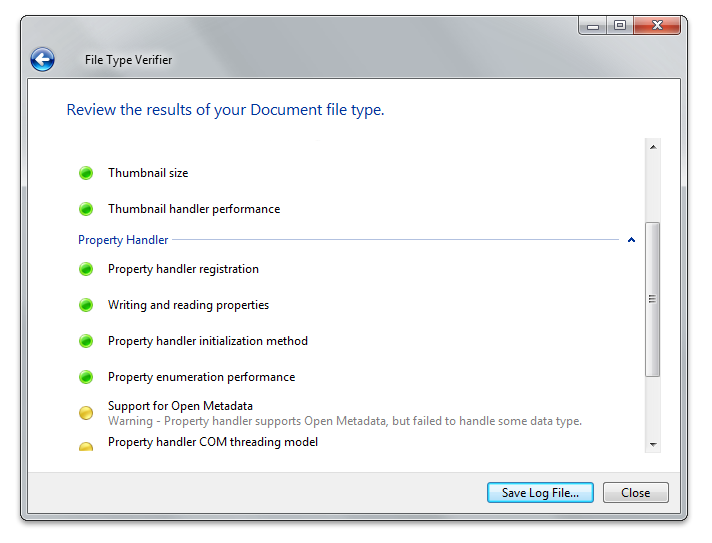 File Type Verifier
Review the results of your Document file type.
Thumbnail size
Thumbnail handler performance
Property Handler
Property handler registration
Writing and reading properties
Property handler initialization method
Property enumeration performance
Support for Open Metadata
Warning - Property handler supports Open Metadata, but failed to handle some data type.
Property handler COM threading model
Save Log File...
Close